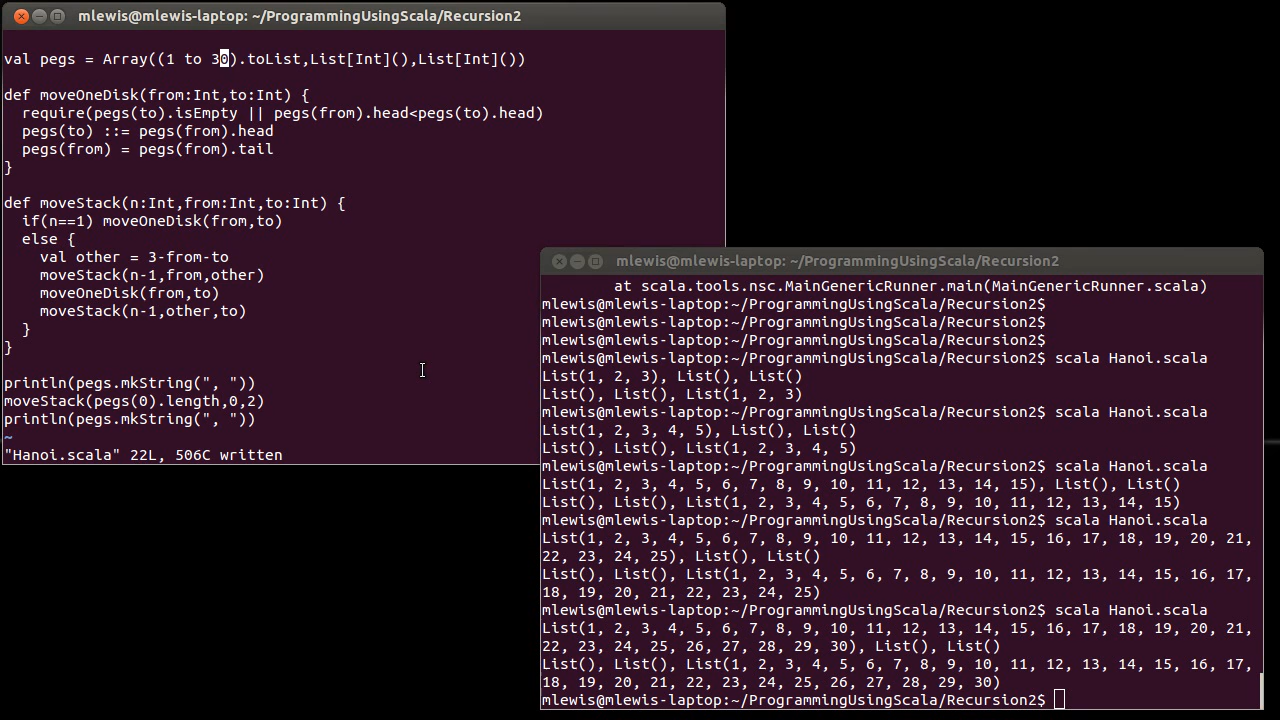 mlewis@mlewis-laptop: ~/ProgrammingUsingScala/Recursion2
val pegs = Array((1 to 30).toList,List[Int](),List[Int]())
def moveOneDisk(from:Int,to:Int) {
  require(pegs(to).isEmpty || pegs(from).head<pegs(to).head)
  pegs(to) ::= pegs(from).head
  pegs(from) = pegs(from).tail
}
def moveStack(n:Int,from:Int,to:Int) {
  if(n==1) moveOneDisk(from,to)
  else {
    val other = 3-from-to
    moveStack(n-1,from,other)
    moveOneDisk(from,to)
    moveStack(n-1,other,to)
  }
}
println(pegs.mkString(", "))
moveStack(pegs(0).length,0,2)
println(pegs.mkString(", "))
~
"Hanoi.scala" 22L, 506C written
mlewis@mlewis-laptop: ~/ProgrammingUsingScala/Recursion2
        at scala.tools.nsc.MainGenericRunner.main(MainGenericRunner.scala)
mlewis@mlewis-laptop:~/ProgrammingUsingScala/Recursion2$
mlewis@mlewis-laptop:~/ProgrammingUsingScala/Recursion2$
mlewis@mlewis-laptop:~/ProgrammingUsingScala/Recursion2$
mlewis@mlewis-laptop:~/ProgrammingUsingScala/Recursion2$ scala Hanoi.scala
List(1, 2, 3), List(), List()
List(), List(), List(1, 2, 3)
mlewis@mlewis-laptop:~/ProgrammingUsingScala/Recursion2$ scala Hanoi.scala
List(1, 2, 3, 4, 5), List(), List()
List(), List(), List(1, 2, 3, 4, 5)
mlewis@mlewis-laptop:~/ProgrammingUsingScala/Recursion2$ scala Hanoi.scala
List(1, 2, 3, 4, 5, 6, 7, 8, 9, 10, 11, 12, 13, 14, 15), List(), List()
List(), List(), List(1, 2, 3, 4, 5, 6, 7, 8, 9, 10, 11, 12, 13, 14, 15)
mlewis@mlewis-laptop:~/ProgrammingUsingScala/Recursion2$ scala Hanoi.scala
List(1, 2, 3, 4, 5, 6, 7, 8, 9, 10, 11, 12, 13, 14, 15, 16, 17, 18, 19, 20, 21,
22, 23, 24, 25), List(), List()
List(), List(), List(1, 2, 3, 4, 5, 6, 7, 8, 9, 10, 11, 12, 13, 14, 15, 16, 17,
18, 19, 20, 21, 22, 23, 24, 25)
mlewis@mlewis-laptop:~/ProgrammingUsingScala/Recursion2$ scala Hanoi.scala
List(1, 2, 3, 4, 5, 6, 7, 8, 9, 10, 11, 12, 13, 14, 15, 16, 17, 18, 19, 20, 21,
22, 23, 24, 25, 26, 27, 28, 29, 30), List(), List()
List(), List(), List(1, 2, 3, 4, 5, 6, 7, 8, 9, 10, 11, 12, 13, 14, 15, 16, 17,
18, 19, 20, 21, 22, 23, 24, 25, 26, 27, 28, 29, 30)
mlewis@mlewis-laptop:~/ProgrammingUsingScala/Recursion2$